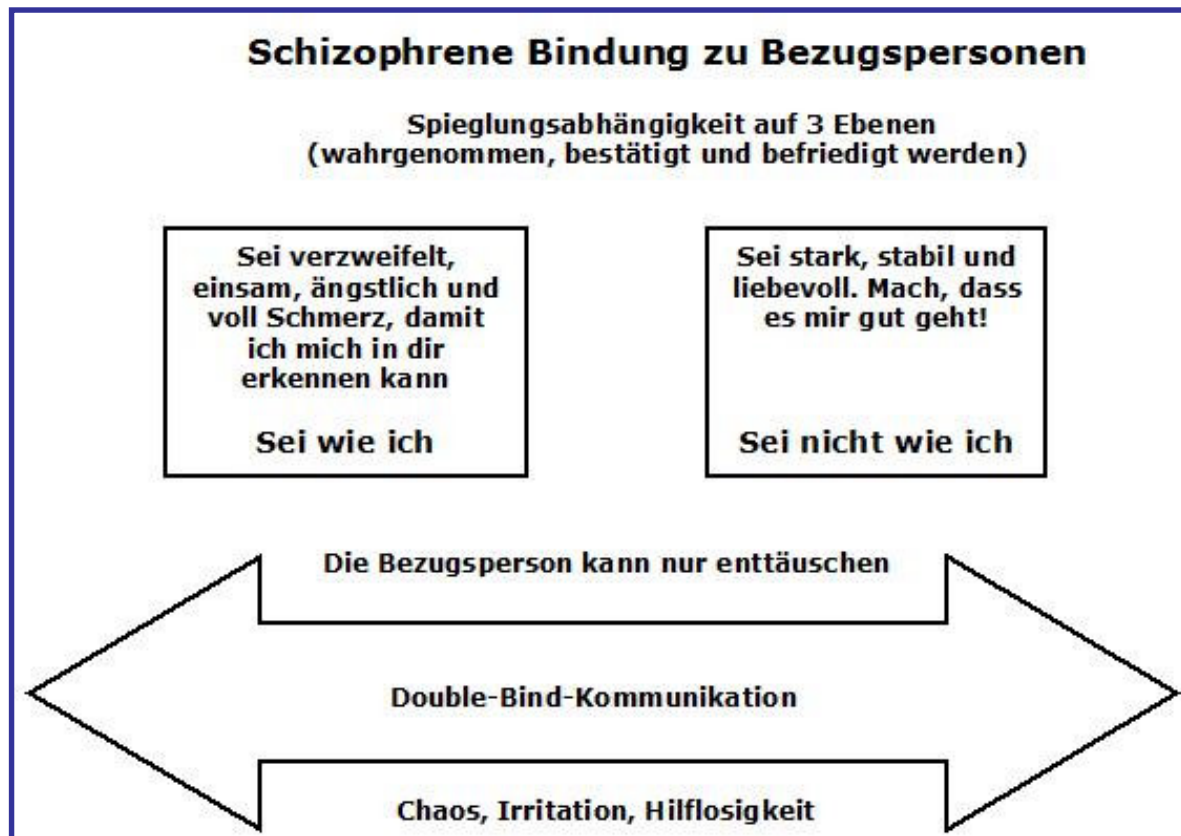 Schizophrene Bindung zu Bezugspersonen
Spieglungsabhängigkeit auf 3 Ebenen
(wahrgenommen, bestätigt und befriedigt werden)
Sei verzweifelt,
einsam, ängstlich und
voll Schmerz, damit
ich mich in dir
erkennen kann
Sei wie ich
Sei stark, stabil und
liebevoll. Mach, dass
es mir gut geht!
Sei nicht wie ich
Die Bezugsperson kann nur enttäuschen
Double-Bind-Kommunikation
Chaos, Irritation, Hilflosigkeit